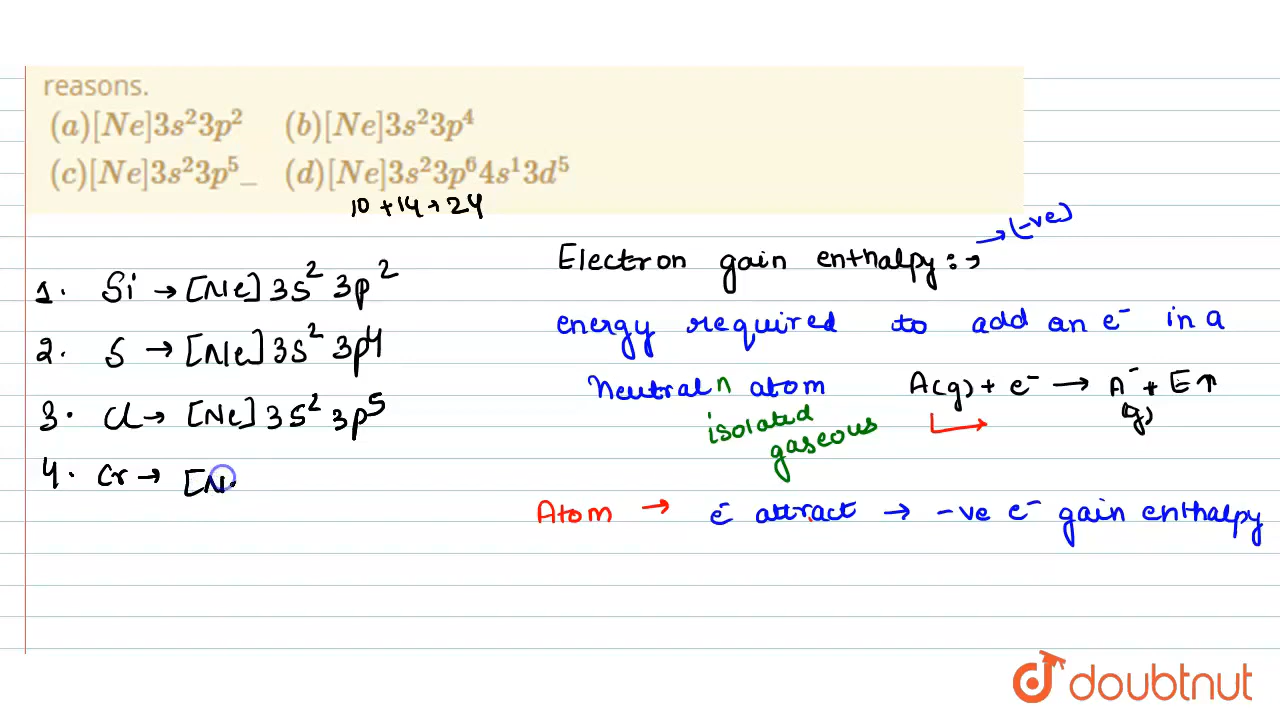 reasons.
(a)[Ne]3s²3p² (b)[Ne]3s²3p⁴
(c)[Ne]3s²3p⁵_ (d)[Ne]3s²3p⁶4s¹3d⁵
10 + 14 → 24
Electron gain enthalpy :→ → (-ve)
1. Si → [Ne] 3s² 3p²
energy required to add an e⁻ in a
2. S → [Ne] 3s² 3p4
Neutral n atom A(g) + e⁻ → A⁻ + E↑
(g)
3. Cl → [Ne] 3s² 3p⁵
isolated
gaseous
4. Cr → [N
Atom → e⁻ attract → -ve e⁻ gain enthalpy
doubtnut